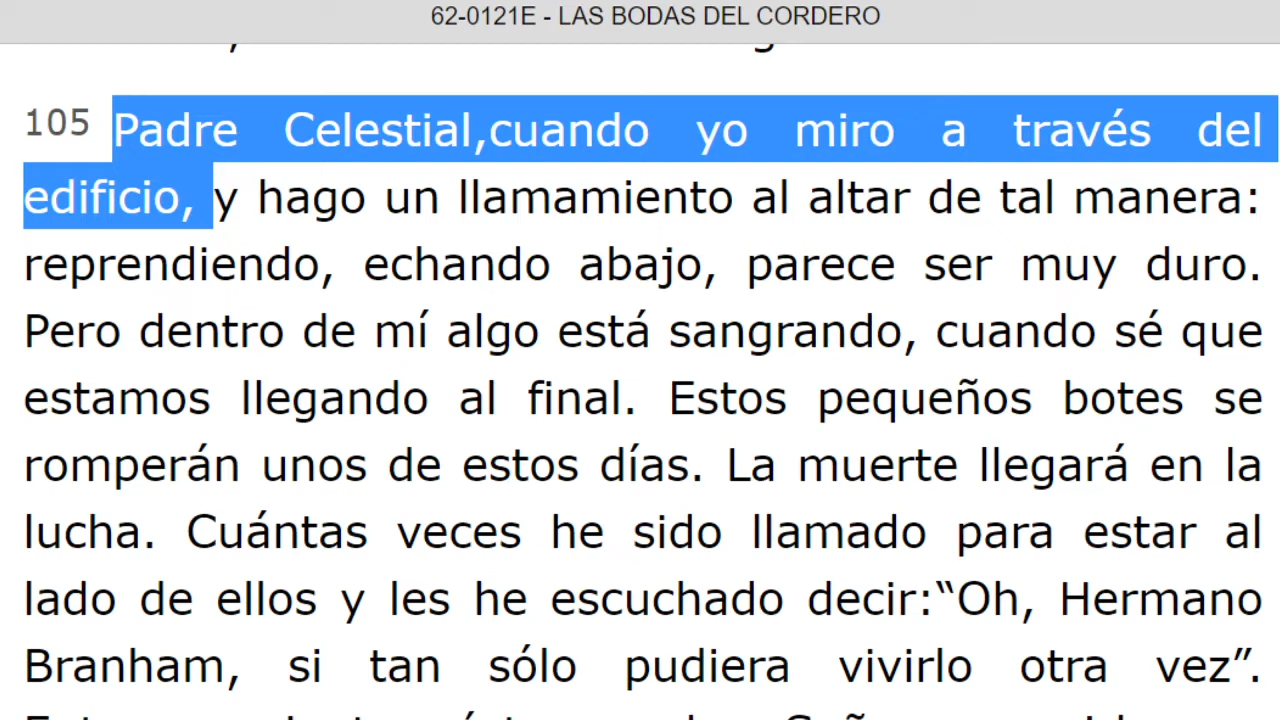 62-0121E - LAS BODAS DEL CORDERO
105 Padre Celestial,cuando yo miro a través del
edificio, y hago un llamamiento al altar de tal manera:
reprendiendo, echando abajo, parece ser muy duro.
Pero dentro de mí algo está sangrando, cuando sé que
estamos llegando al final. Estos pequeños botes se
romperán unos de estos días. La muerte llegará en la
lucha. Cuántas veces he sido llamado para estar al
lado de ellos y les he escuchado decir:“Oh, Hermano
Branham, si tan sólo pudiera vivirlo otra vez”.